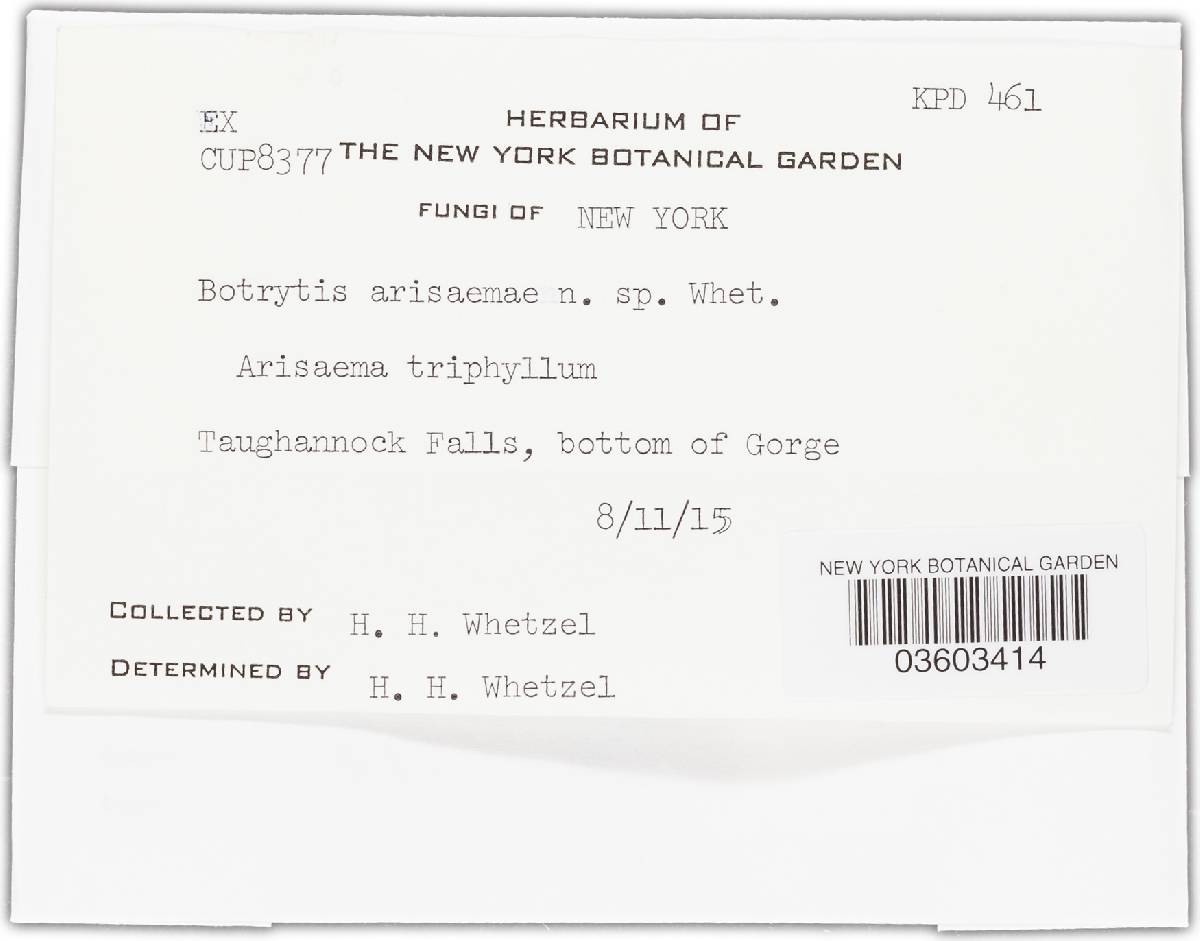 KPD 461
EX
HERBARIUM OF
CUP8377 THE NEW YORK BOTANICAL GARDEN
FUNGI OF NEW YORK
Botrytis arisaemae n. sp. Whet.
Arisaema triphyllum
Taughannock Falls, bottom of Gorge
8/11/15
NEW YORK BOTANICAL GARDEN
03603414
COLLECTED BY H. H. Whetzel
DETERMINED BY H. H. Whetzel